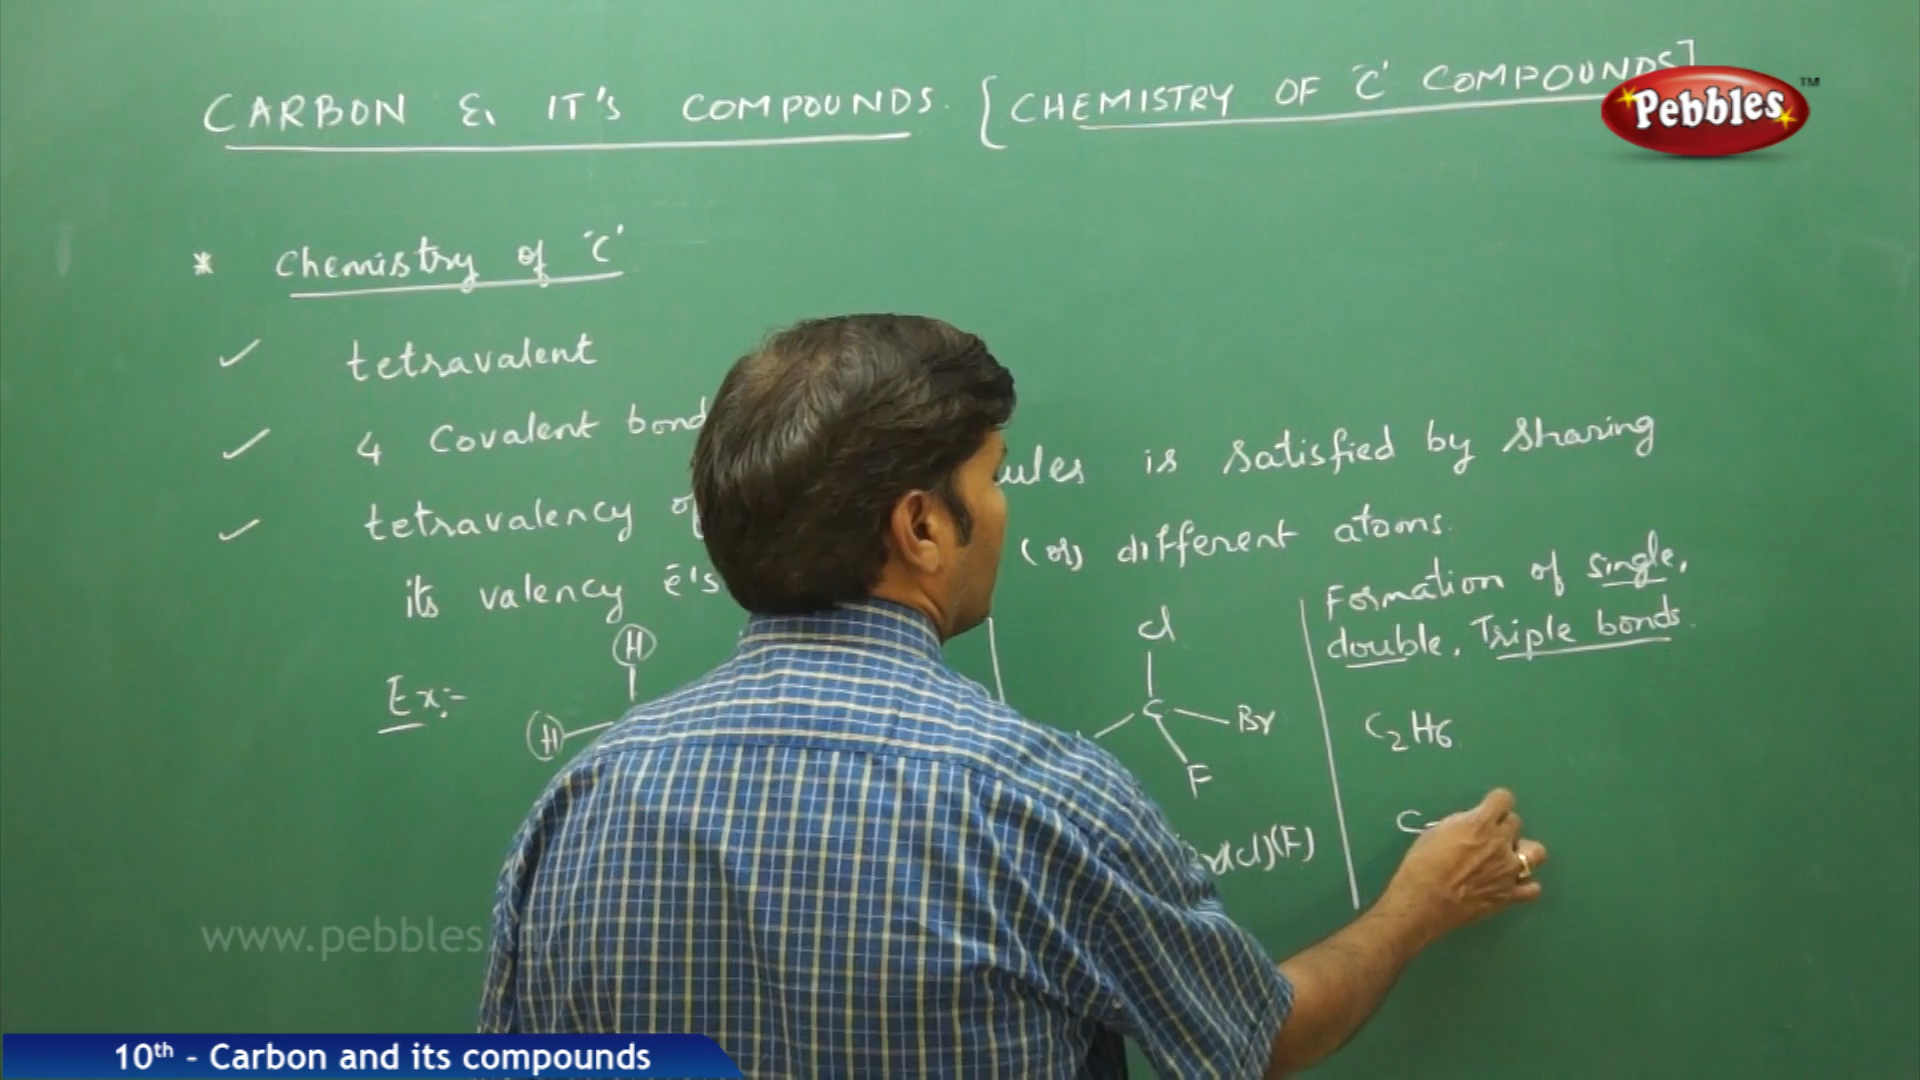 CARBON & IT'S COMPOUNDS. [CHEMISTRY OF 'C' COMPOUNDS]
Pebbles™
* Chemistry of 'C'
✓ tetravalent
✓ 4 Covalent bond
✓ tetravalency of ules is satisfied by sharing
its valency e's (or) different atoms.
Formation of single,
double, Triple bonds.
Ex:-
H
H
Cl
C
Br
F
(Cl)(F)
C2H6
C
www.pebbles.
10th - Carbon and its compounds